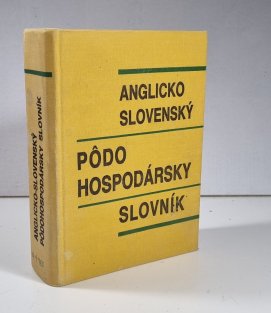 ANGLICKO
SLOVENSKÝ
PÔDO
HOSPODÁRSKY
SLOVNÍK
ANGLICKO-SLOVENSKÝ
PÔDOHOSPODÁRSKY SLOVNÍK